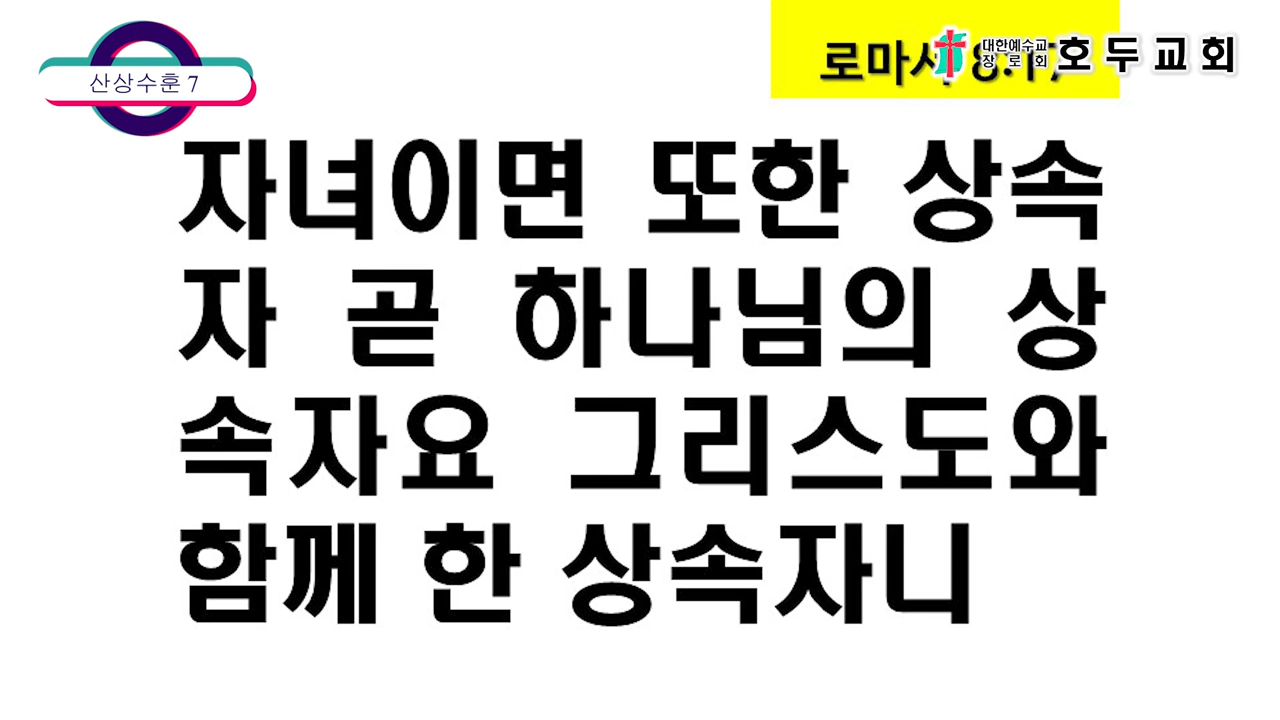 산상수훈 7
로마서 8:17
대한예수교
장로회
호두교회
자녀이면 또한 상속
자 곧 하나님의 상
속자요 그리스도와
함께 한 상속자니